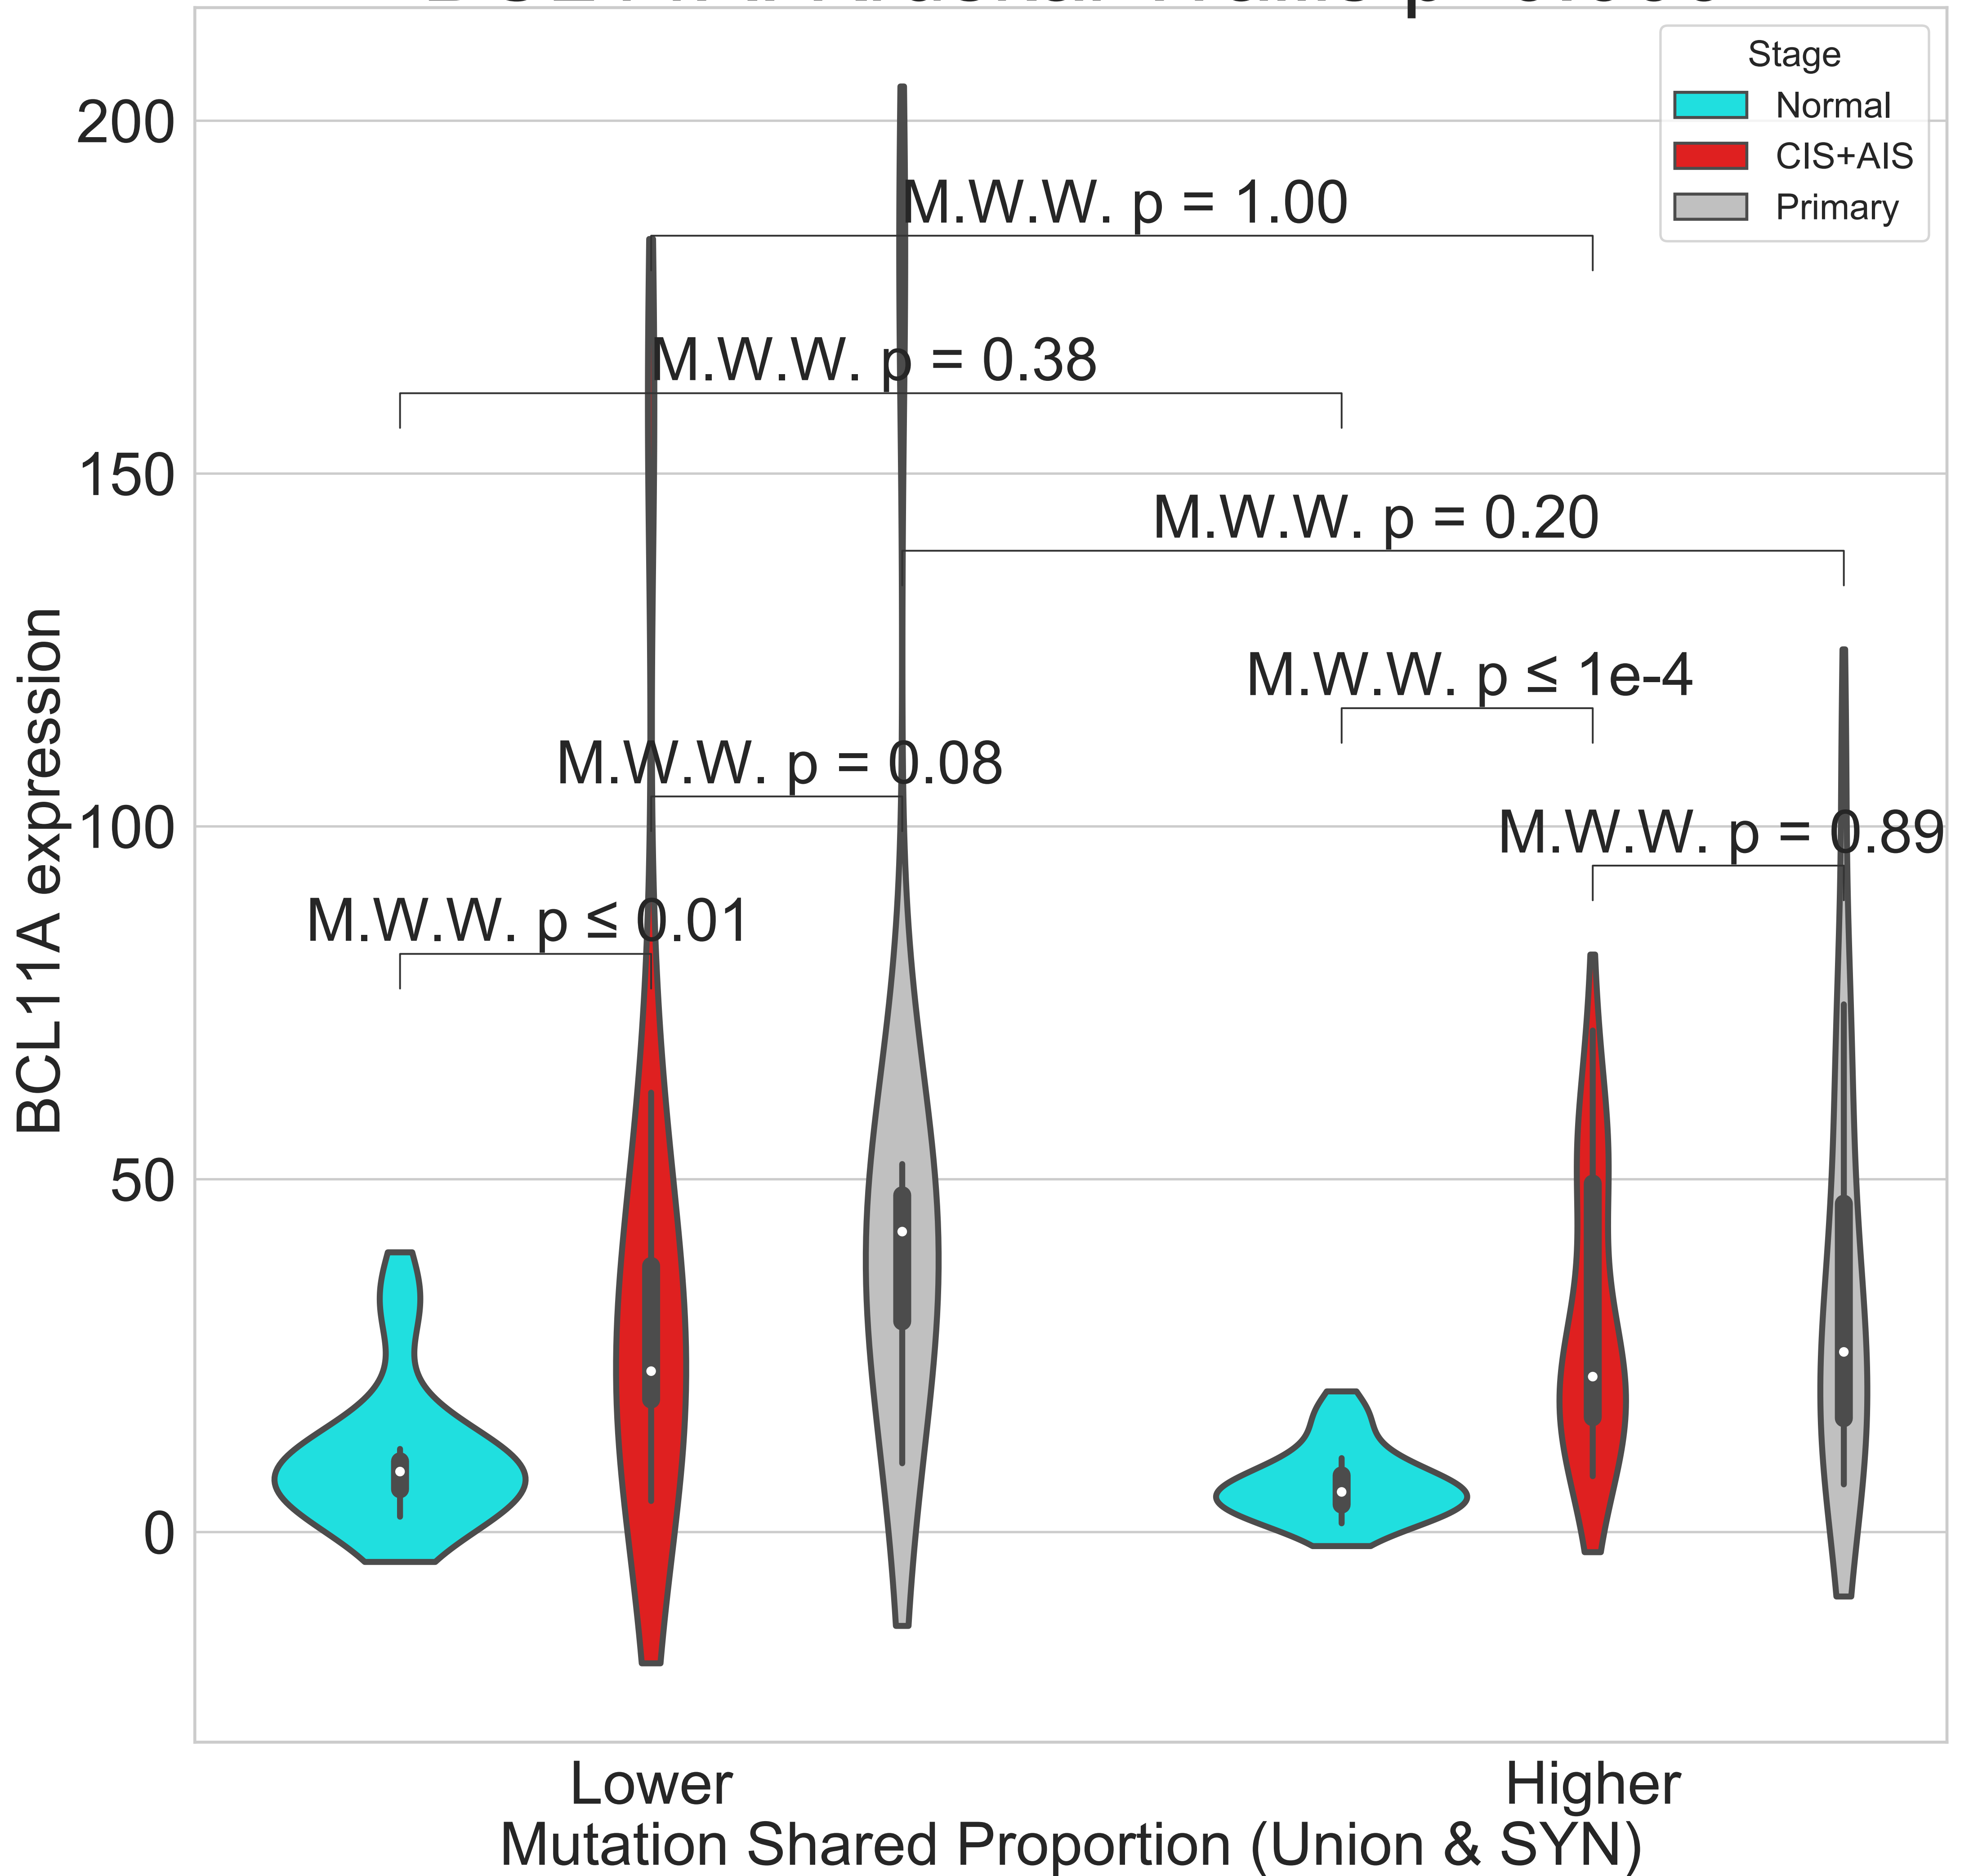 Stage
Normal
CIS+AIS
Primary
200
150
100
50
0
BCL11A expression
M.W.W. p = 1.00
M.W.W. p = 0.38
M.W.W. p = 0.20
M.W.W. p ≤ 1e-4
M.W.W. p = 0.08
M.W.W. p = 0.89
M.W.W. p ≤ 0.01
Lower
Higher
Mutation Shared Proportion (Union & SYN)